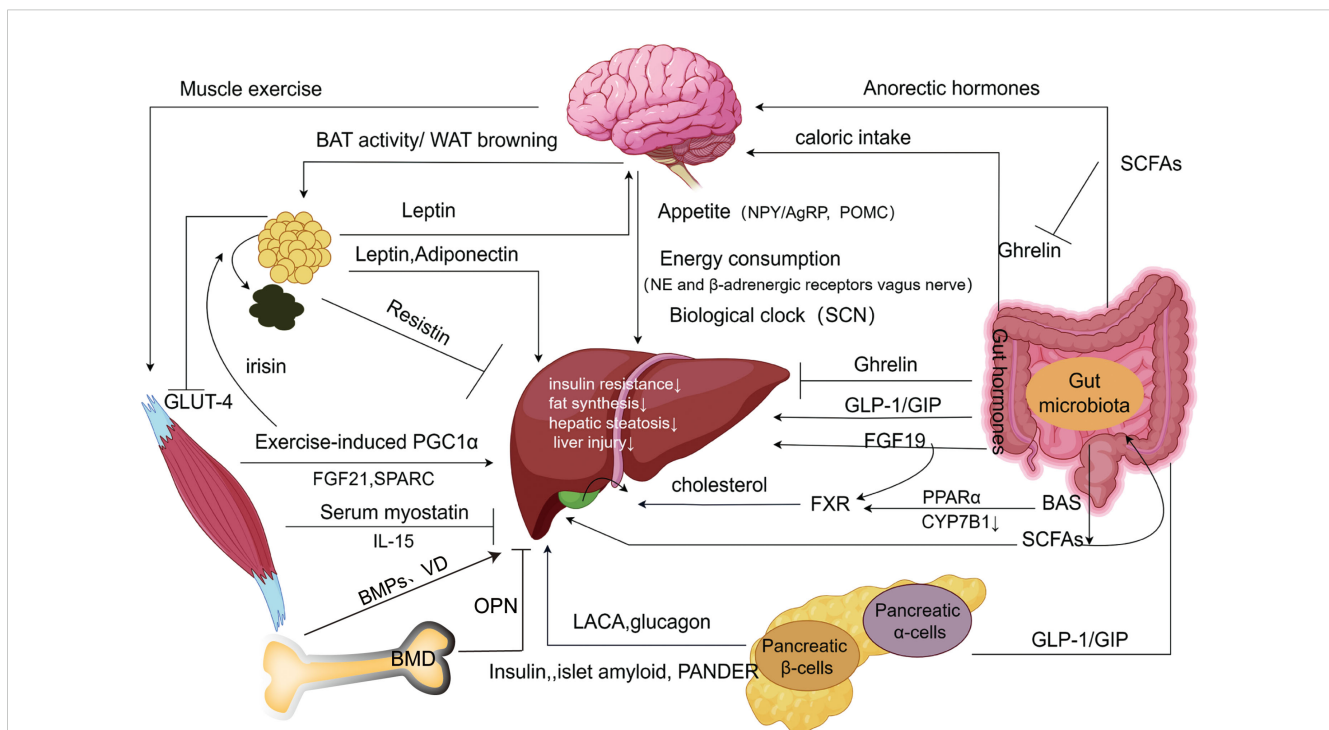 Muscle exercise
Anorectic hormones
BAT activity/ WAT browning
caloric intake
SCFAs
Leptin
Appetite（NPY/AgRP, POMC）
Ghrelin
Leptin,Adiponectin
Energy consumption
(NE and β-adrenergic receptors vagus nerve)
Resistin
Biological clock（SCN）
irisin
Gut hormones
Ghrelin
Gut
microbiota
insulin resistance↓
fat synthesis↓
hepatic steatosis↓
liver injury↓
GLUT-4
GLP-1/GIP
FGF19
Exercise-induced PGC1α
FGF21,SPARC
cholesterol
FXR
PPARα
CYP7B1↓
BAS
Serum myostatin
IL-15
SCFAs
BMPs、VD
OPN
LACA,glucagon
Pancreatic
α-cells
Pancreatic
β-cells
GLP-1/GIP
BMD
Insulin,,islet amyloid, PANDER